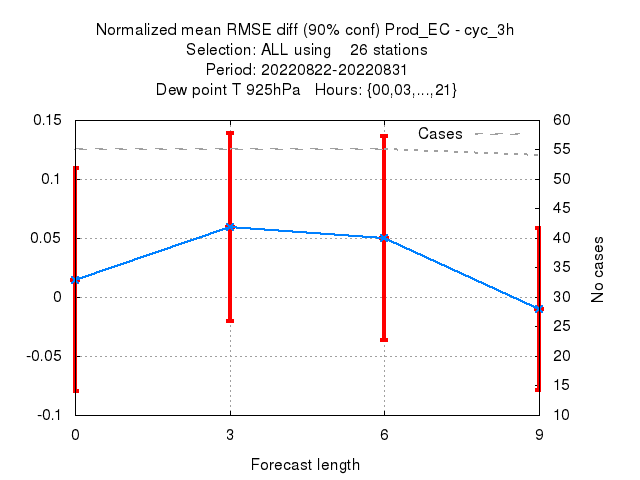 Normalized mean RMSE diff (90% conf) Prod_EC - cyc_3h
Selection: ALL using    26 stations
Period: 20220822-20220831
Dew point T 925hPa   Hours: {00,03,...,21}
0.15
0.1
0.05
0
-0.05
-0.1
Cases
60
55
50
45
40
35
30
25
20
15
10
No cases
0 3 6 9
Forecast length